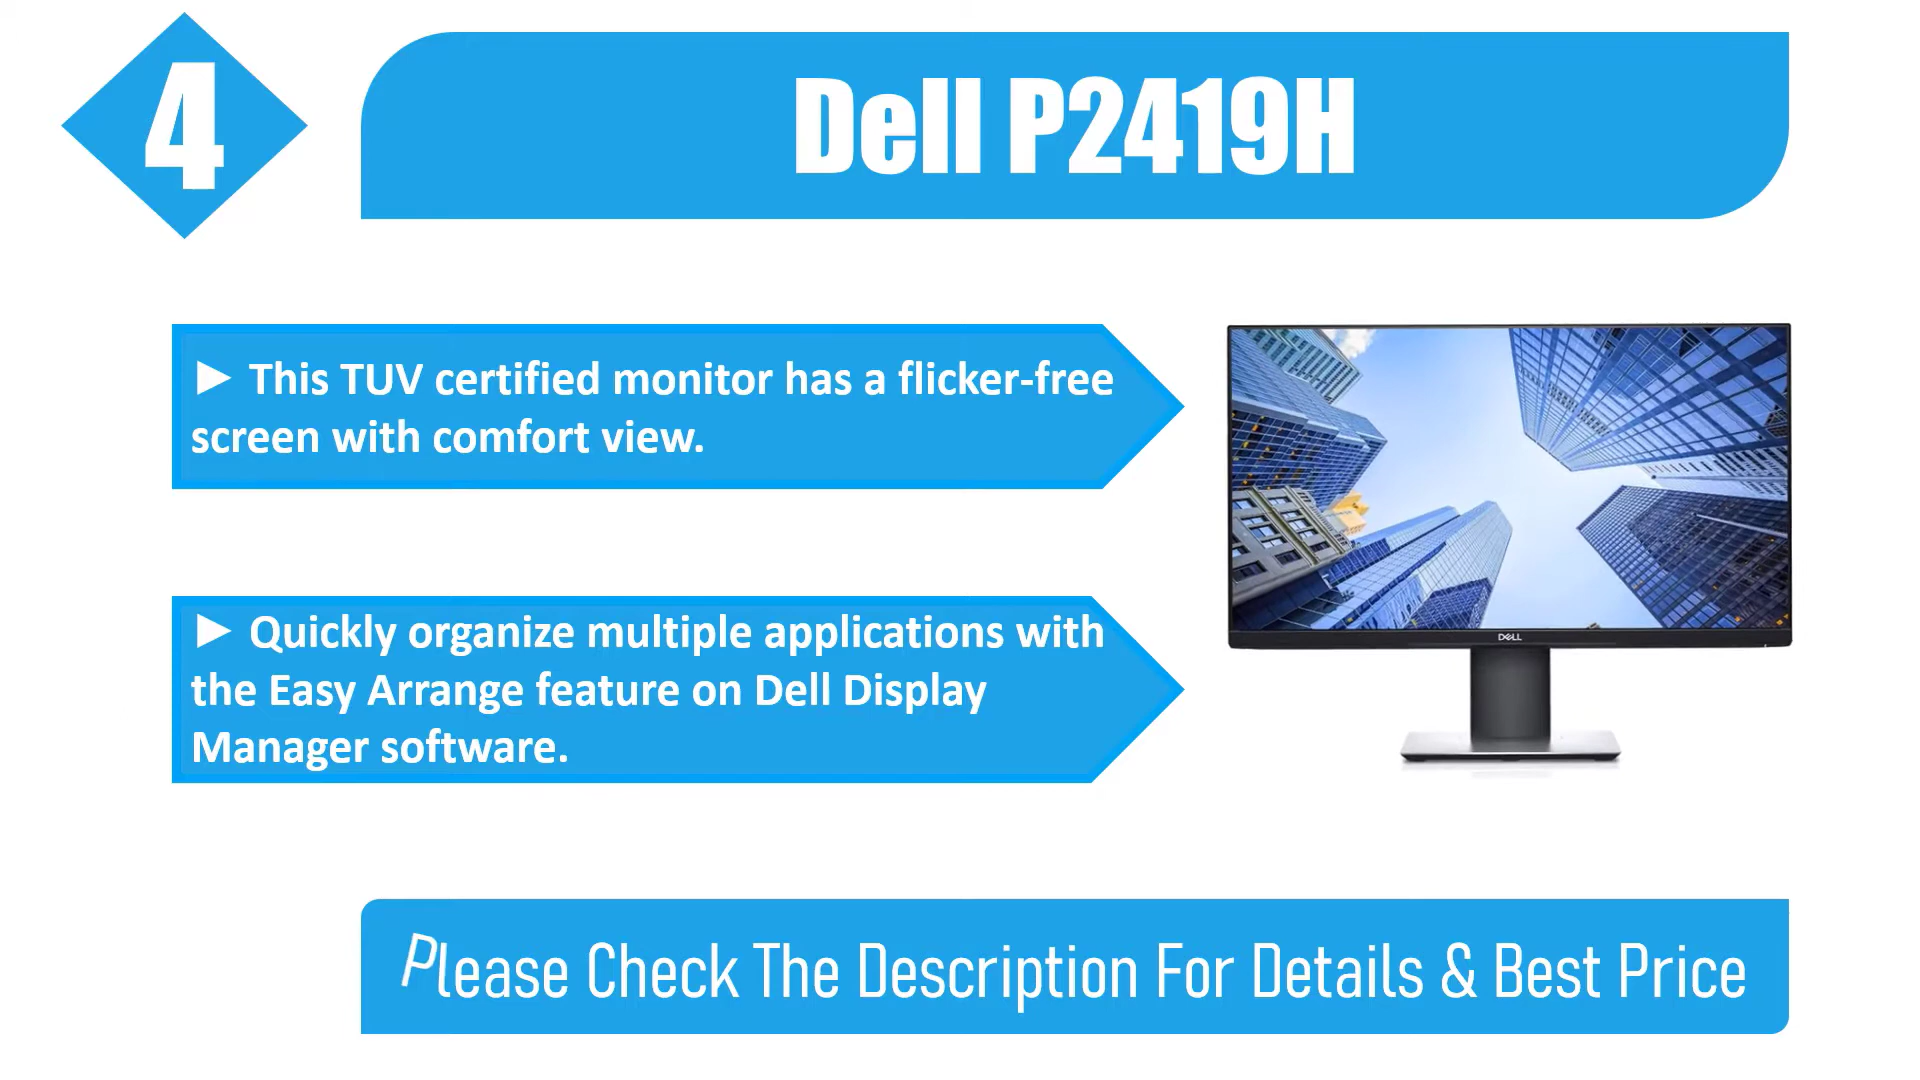 4
Dell P2419H
► This TUV certified monitor has a flicker-free
screen with comfort view.
► Quickly organize multiple applications with
the Easy Arrange feature on Dell Display
Manager software.
DELL
Please Check The Description For Details & Best Price